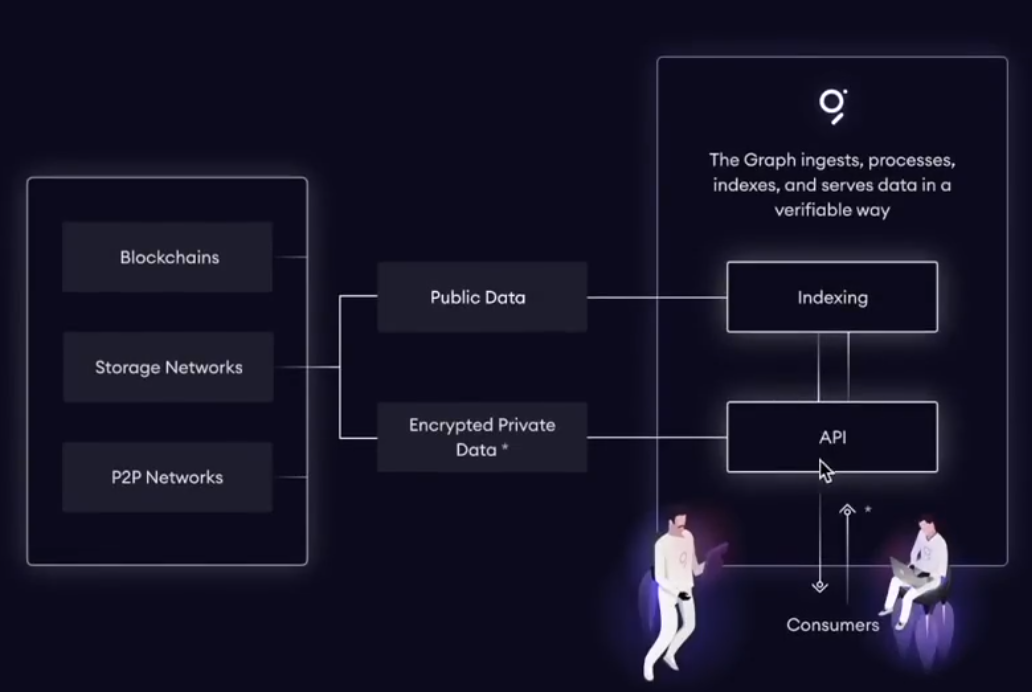 The Graph ingests, processes,
indexes, and serves data in a
verifiable way
Blockchains
Storage Networks
P2P Networks
Public Data
Encrypted Private
Data *
Indexing
API
*
Consumers